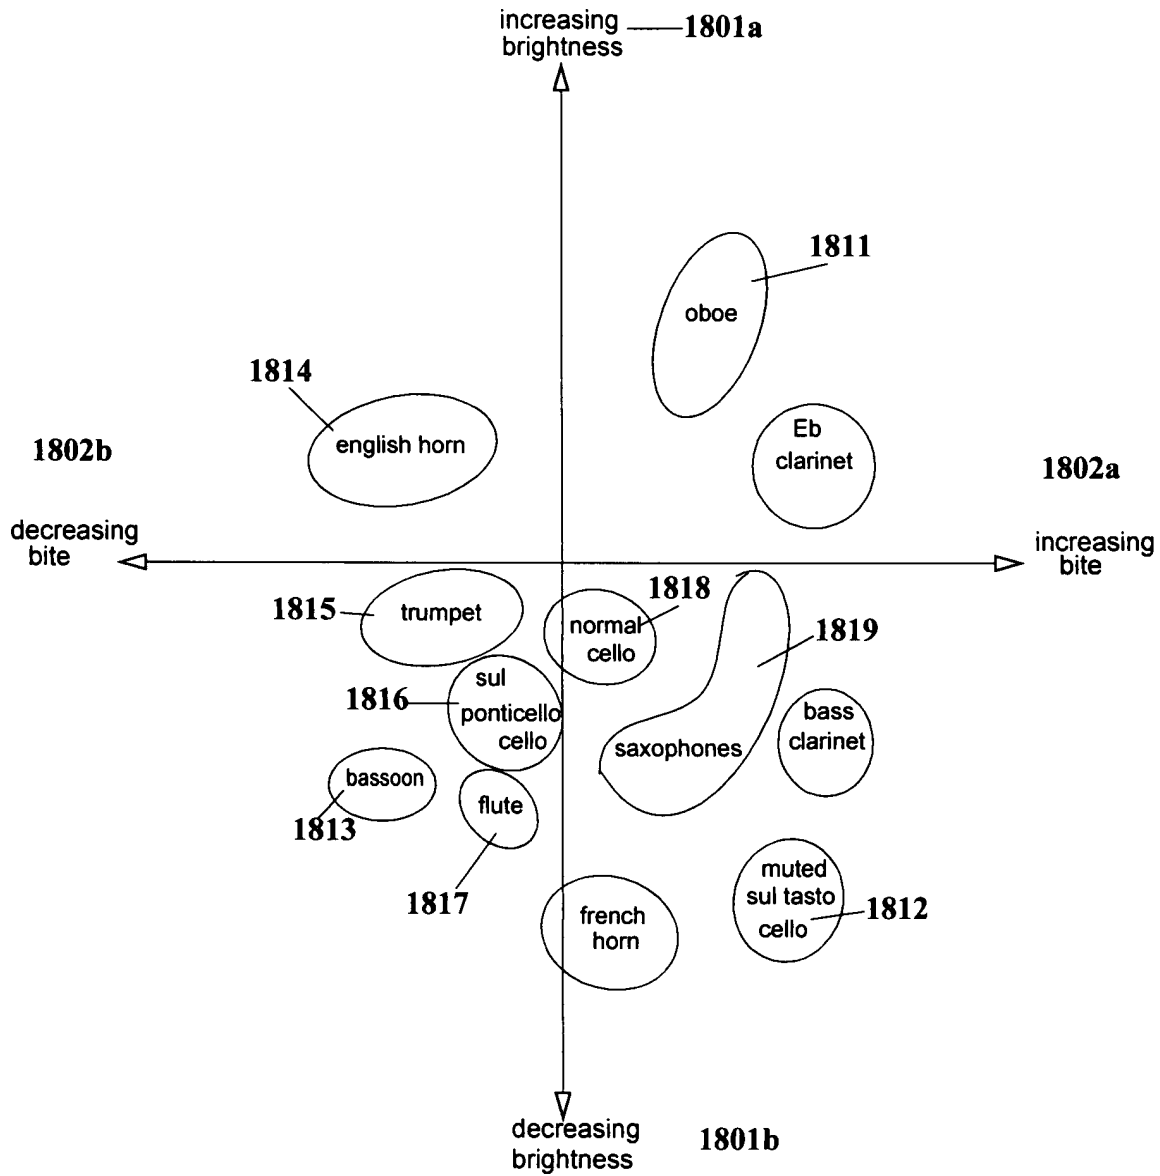 increasing
brightness
1801a
1811
oboe
1814
english horn
Eb
clarinet
1802b
1802a
decreasing
bite
increasing
bite
1815
trumpet
1818
normal
cello
1819
1816
sul
ponticello
cello
saxophones
bass
clarinet
bassoon
1813
flute
1817
french
horn
muted
sul tasto
cello
1812
decreasing
brightness
1801b